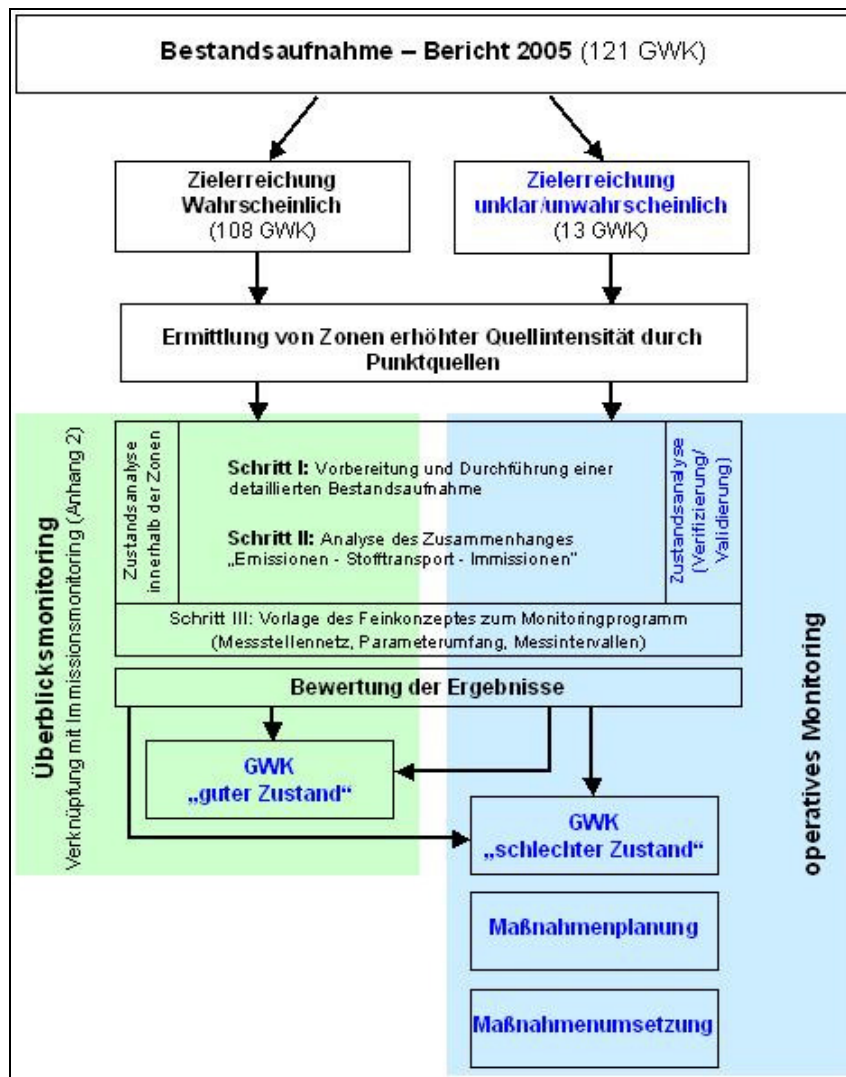 Bestandsaufnahme – Bericht 2005 (121 GWK)
Zielerreichung
Wahrscheinlich
(108 GWK)
Zielerreichung
unklar/unwahrscheinlich
(13 GWK)
Ermittlung von Zonen erhöhter Quellintensität durch
Punktquellen
Überblicksmonitoring
Verknüpfung mit Immissionsmonitoring (Anhang 2)
Zustandsanalyse
innerhalb der Zonen
Schritt I: Vorbereitung und Durchführung einer
detaillierten Bestandsaufnahme
Schritt II: Analyse des Zusammenhanges
„Emissionen - Stofftransport - Immissionen"
Zustandsanalyse
(Verifizierung/
Validierung)
Schritt III: Vorlage des Feinkonzeptes zum Monitoringprogramm
(Messstellennetz, Parameterumfang, Messintervallen)
Bewertung der Ergebnisse
GWK
„guter Zustand“
GWK
„schlechter Zustand“
Maßnahmenplanung
Maßnahmenumsetzung
operatives Monitoring